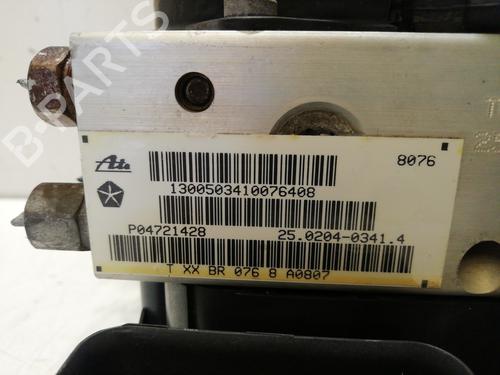 B-PARTS
Ate
8076
1300503410076408
P04721428 25.0204-0341.4
T XX BR 076 8 A0807